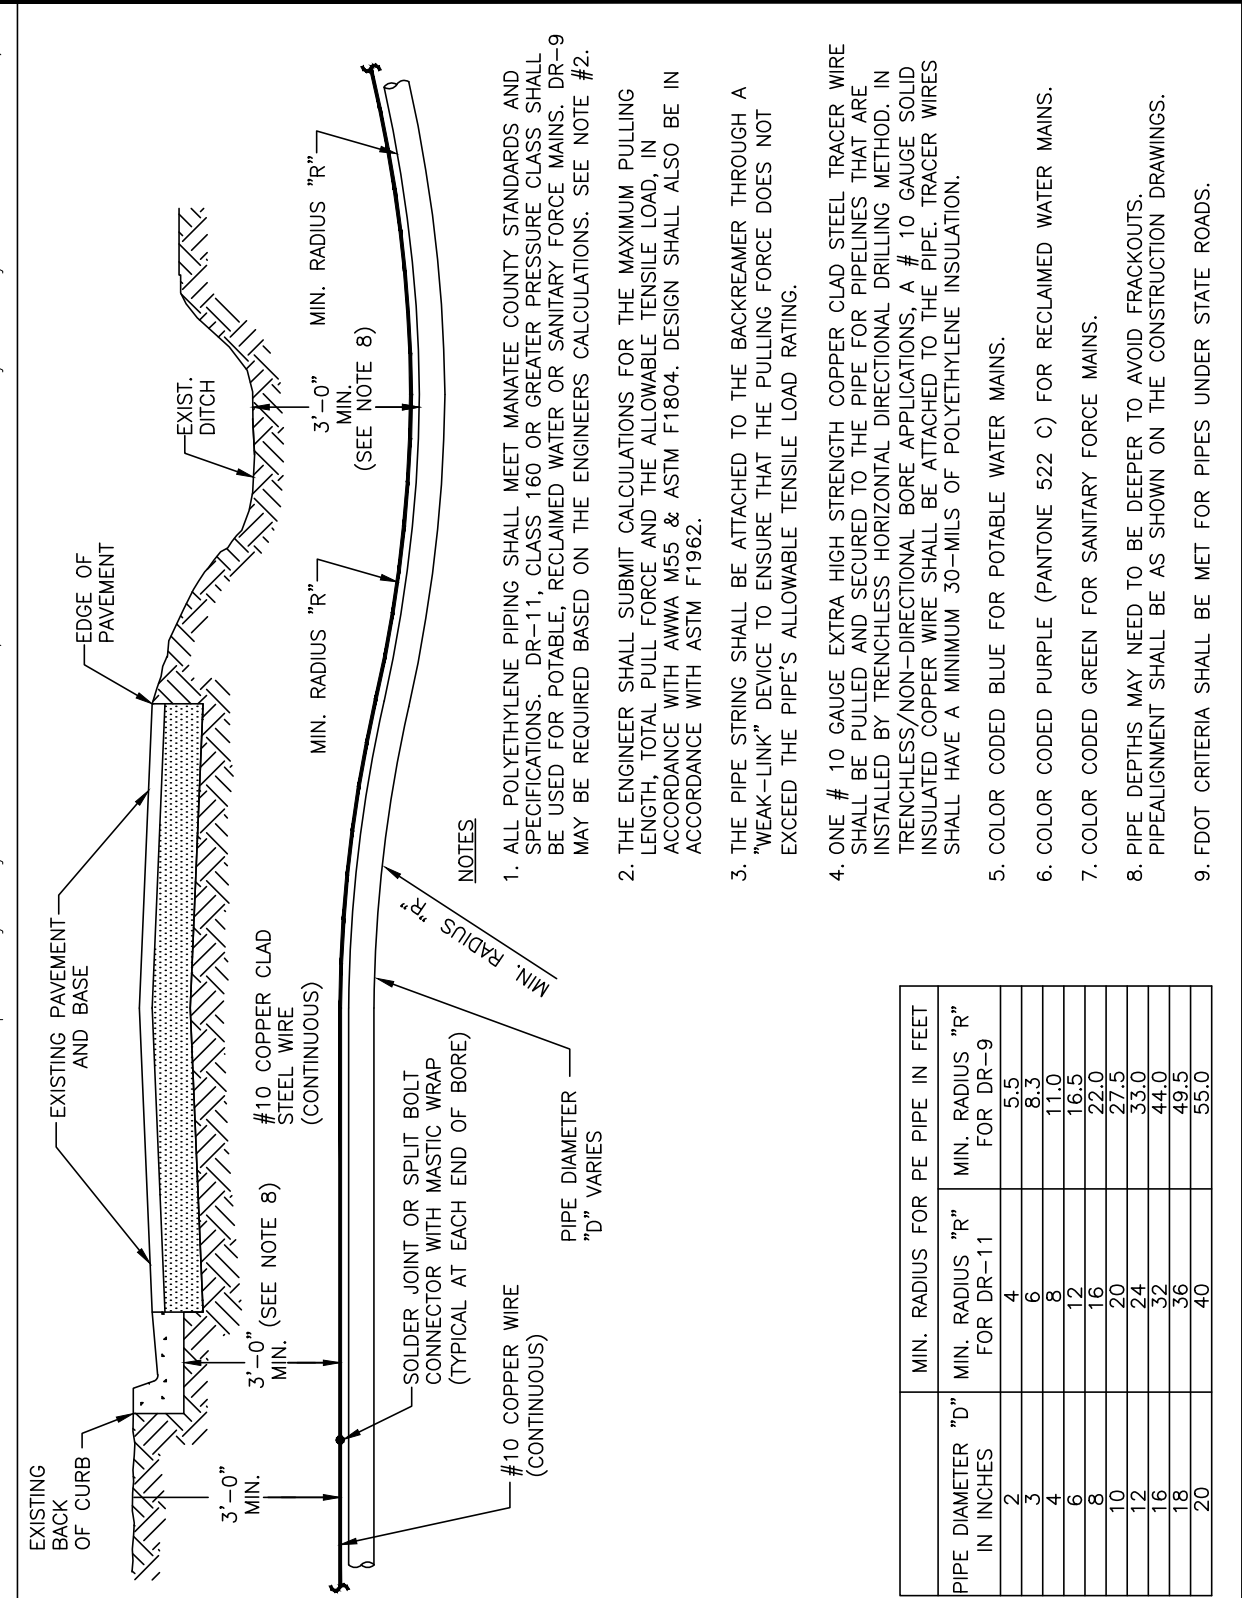 EXISTING
BACK
OF CURB
EXISTING PAVEMENT
AND BASE
EDGE OF
PAVEMENT
EXIST.
DITCH
3'-0"
MIN.
3'-0"
MIN.
(SEE NOTE 8)
#10 COPPER CLAD
STEEL WIRE
(CONTINUOUS)
MIN. RADIUS "R"
3'-0"
MIN.
(SEE NOTE 8)
MIN. RADIUS "R"
SOLDER JOINT OR SPLIT BOLT
CONNECTOR WITH MASTIC WRAP
(TYPICAL AT EACH END OF BORE)
MIN. RADIUS "R"
#10 COPPER WIRE
(CONTINUOUS)
PIPE DIAMETER
"D" VARIES
NOTES
1. ALL POLYETHYLENE PIPING SHALL MEET MANATEE COUNTY STANDARDS AND
SPECIFICATIONS. DR-11, CLASS 160 OR GREATER PRESSURE CLASS SHALL
BE USED FOR POTABLE, RECLAIMED WATER OR SANITARY FORCE MAINS. DR-9
MAY BE REQUIRED BASED ON THE ENGINEERS CALCULATIONS. SEE NOTE #2.
2. THE ENGINEER SHALL SUBMIT CALCULATIONS FOR THE MAXIMUM PULLING
LENGTH, TOTAL PULL FORCE AND THE ALLOWABLE TENSILE LOAD, IN
ACCORDANCE WITH AWWA M55 & ASTM F1804. DESIGN SHALL ALSO BE IN
ACCORDANCE WITH ASTM F1962.
3. THE PIPE STRING SHALL BE ATTACHED TO THE BACKREAMER THROUGH A
"WEAK-LINK" DEVICE TO ENSURE THAT THE PULLING FORCE DOES NOT
EXCEED THE PIPE'S ALLOWABLE TENSILE LOAD RATING.
4. ONE # 10 GAUGE EXTRA HIGH STRENGTH COPPER CLAD STEEL TRACER WIRE
SHALL BE PULLED AND SECURED TO THE PIPE FOR PIPELINES THAT ARE
INSTALLED BY TRENCHLESS HORIZONTAL DIRECTIONAL DRILLING METHOD. IN
TRENCHLESS/NON-DIRECTIONAL BORE APPLICATIONS, A # 10 GAUGE SOLID
INSULATED COPPER WIRE SHALL BE ATTACHED TO THE PIPE. TRACER WIRES
SHALL HAVE A MINIMUM 30-MILS OF POLYETHYLENE INSULATION.
5. COLOR CODED BLUE FOR POTABLE WATER MAINS.
6. COLOR CODED PURPLE (PANTONE 522 C) FOR RECLAIMED WATER MAINS.
7. COLOR CODED GREEN FOR SANITARY FORCE MAINS.
8. PIPE DEPTHS MAY NEED TO BE DEEPER TO AVOID FRACKOUTS.
PIPEALIGNMENT SHALL BE AS SHOWN ON THE CONSTRUCTION DRAWINGS.
9. FDOT CRITERIA SHALL BE MET FOR PIPES UNDER STATE ROADS.
MIN. RADIUS FOR PE PIPE IN FEET
PIPE DIAMETER "D" MIN. RADIUS "R" MIN. RADIUS "R"
IN INCHES FOR DR-11 FOR DR-9
2 4 5.5
3 6 8.3
4 8 11.0
6 12 16.5
8 16 22.0
10 20 27.5
12 24 33.0
16 32 44.0
18 36 49.5
20 40 55.0